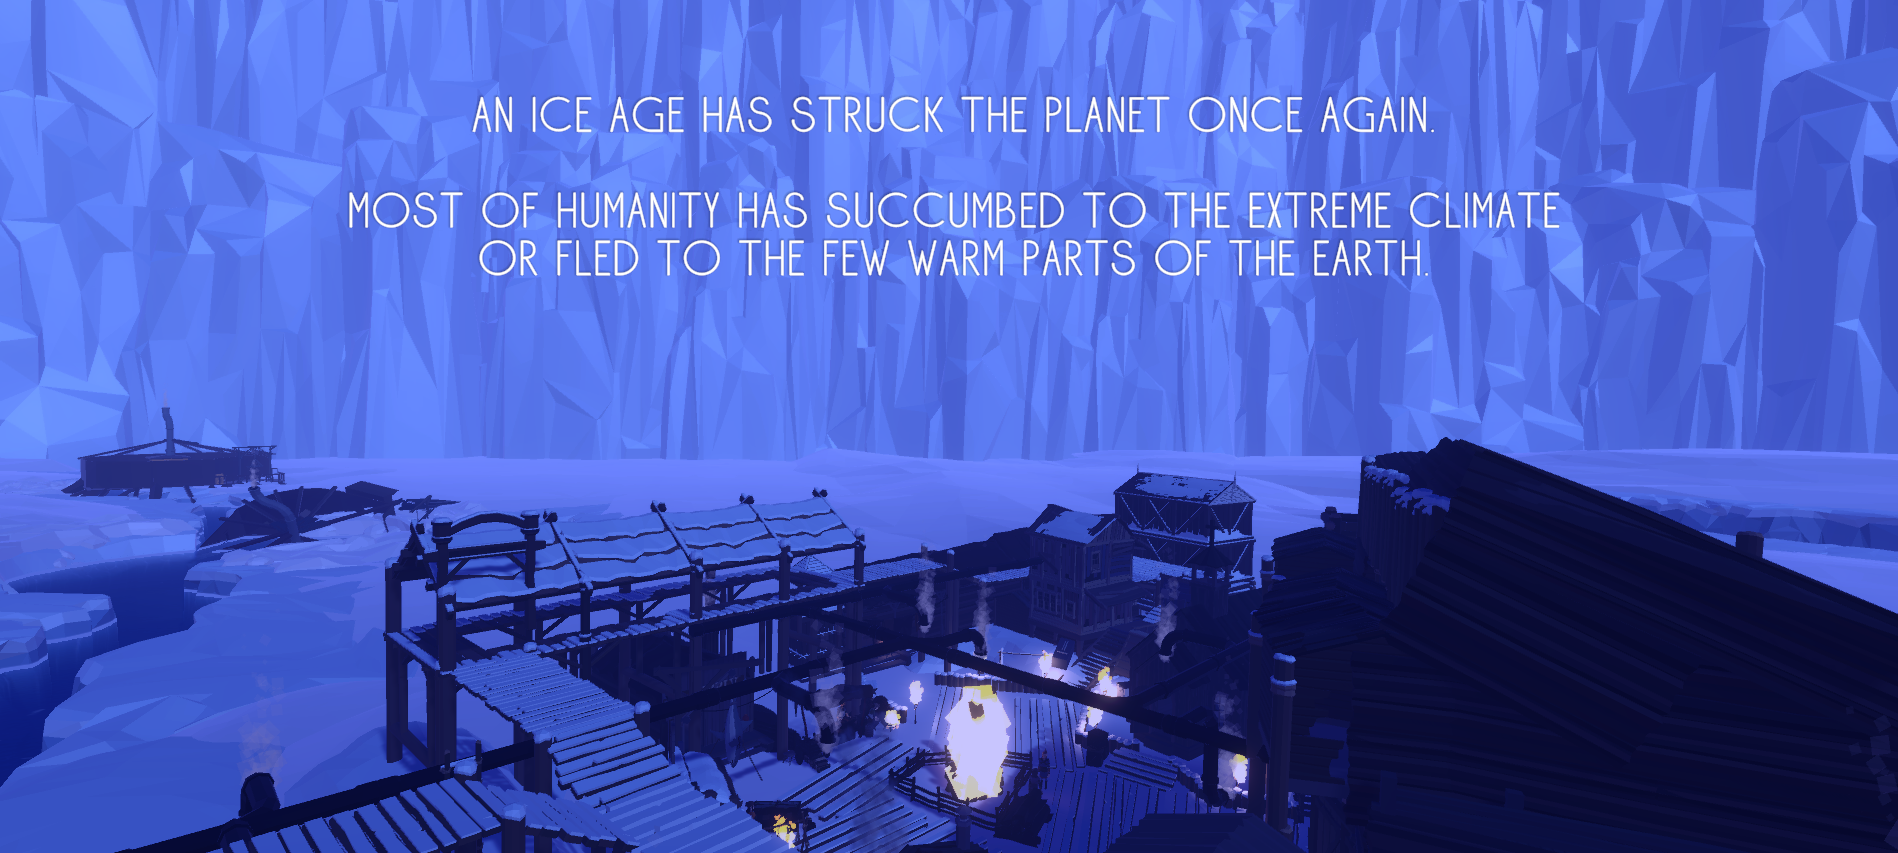 AN ICE AGE HAS STRUCK THE PLANET ONCE AGAIN.
MOST OF HUMANITY HAS SUCCUMBED TO THE EXTREME CLIMATE
OR FLED TO THE FEW WARM PARTS OF THE EARTH.